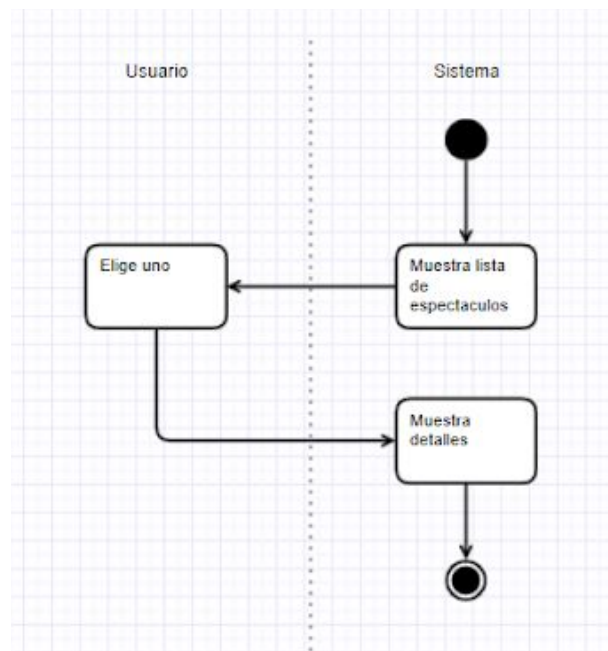 Usuario
Sistema
Elige uno
Muestra lista
de
espectaculos
Muestra
detalles